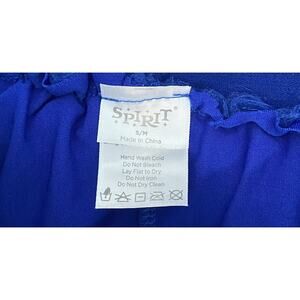 SPIRIT
S/M
Made in China
Hand Wash Cold
Do Not Bleach
Lay Flat to Dry
Do Not Iron
Do Not Dry Clean